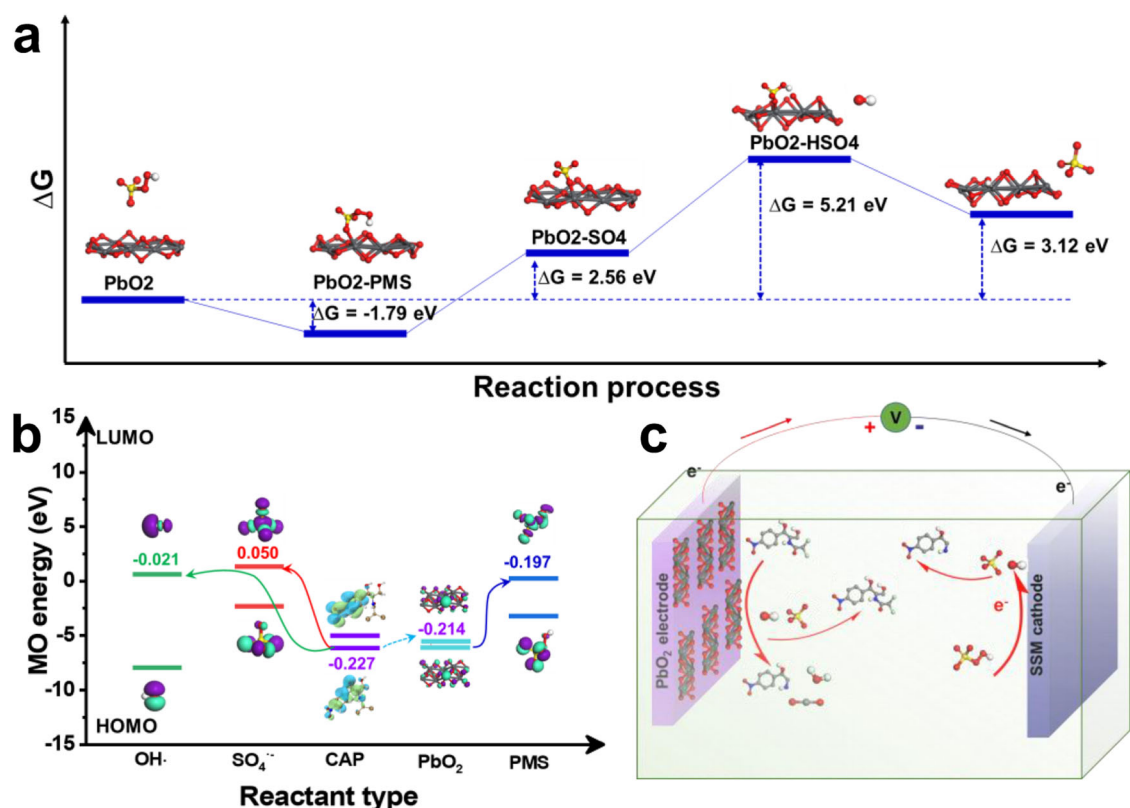 a
ΔG
PbO2
PbO2-PMS
ΔG = -1.79 eV
PbO2-SO4
ΔG = 2.56 eV
PbO2-HSO4
ΔG = 5.21 eV
ΔG = 3.12 eV
Reaction process
b
MO energy (eV)
15
10
5
0
-5
-10
-15
LUMO
HOMO
-0.021
0.050
-0.227
-0.214
-0.197
OH·
SO₄·⁻
CAP
PbO₂
PMS
Reactant type
c
V
+
-
e⁻
e⁻
PbO₂ electrode
e⁻
SSM cathode